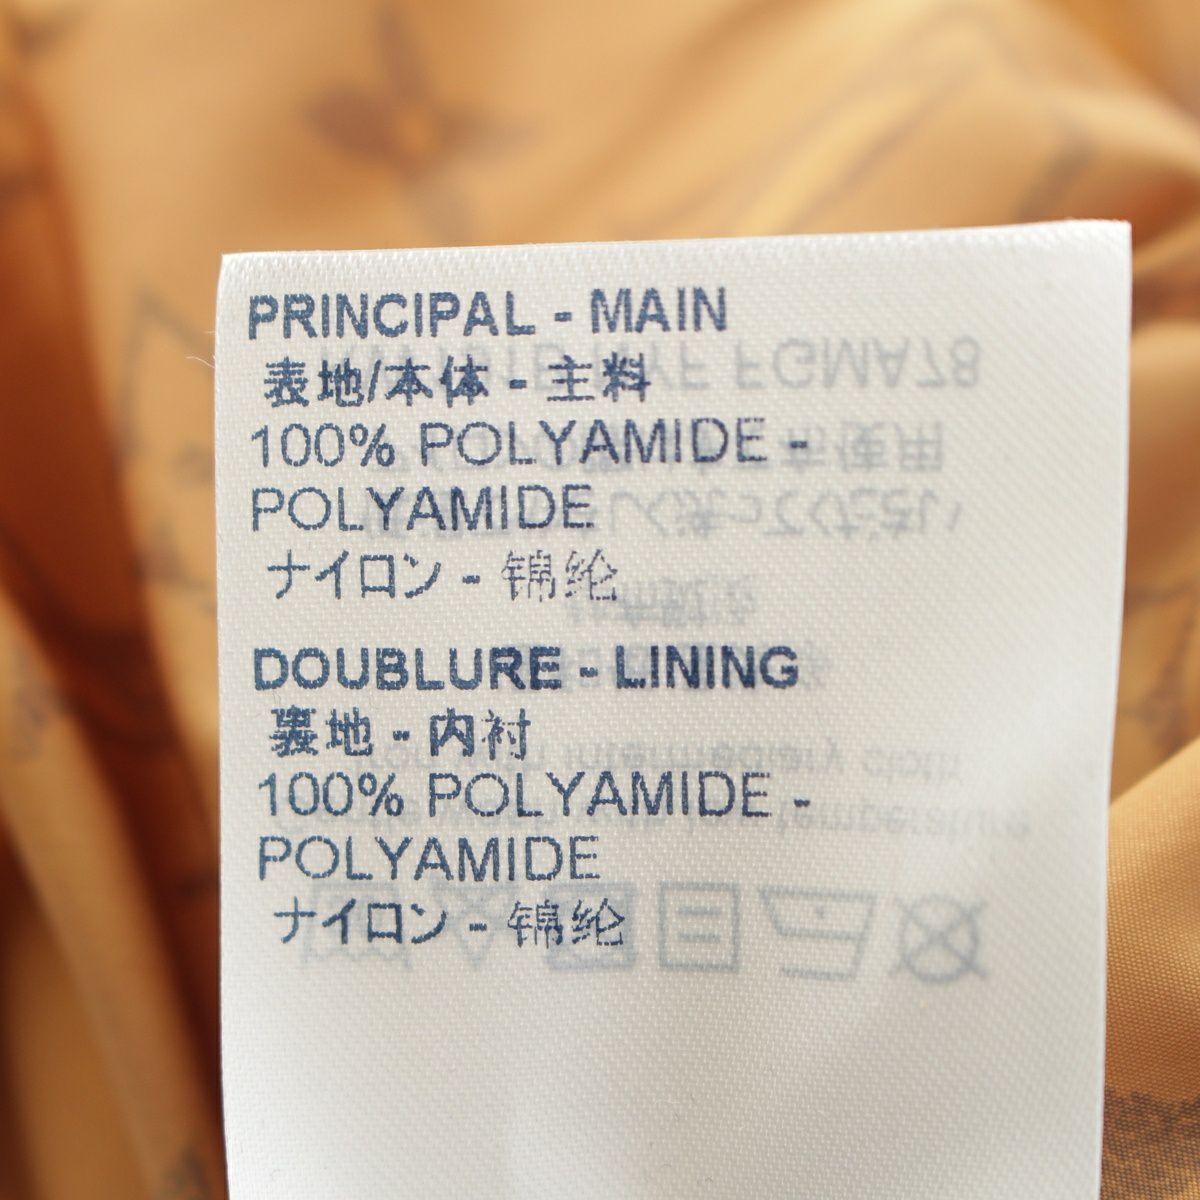 PRINCIPAL - MAIN
表地/本体 - 主料
100% POLYAMIDE -
POLYAMIDE
ナイロン - 锦纶
DOUBLURE - LINING
裏地 - 内衬
100% POLYAMIDE -
POLYAMIDE
ナイロン - 锦纶